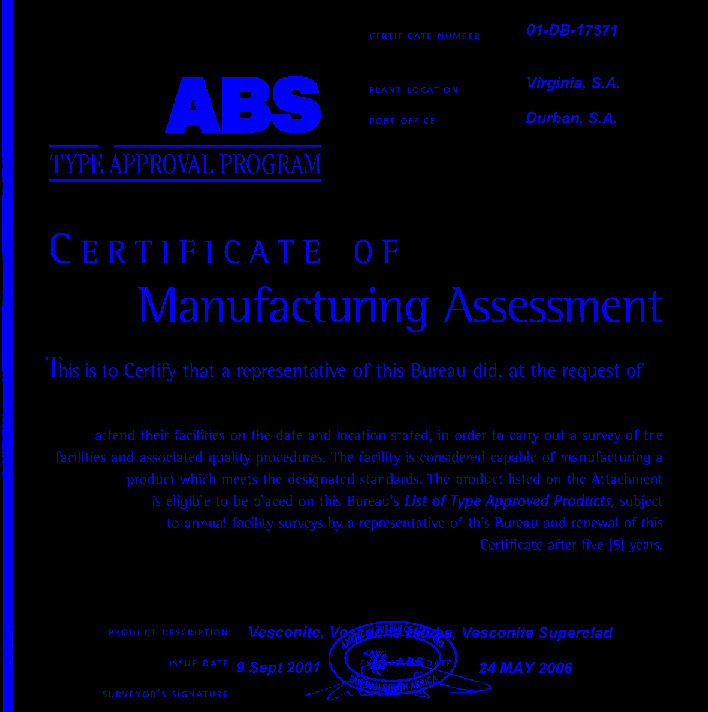 CERTIFICATE NUMBER 01-DB-17571
ABS
PLANT LOCATION Virginia, S.A.
PORT OFFICE Durban, S.A.
TYPE APPROVAL PROGRAM
CERTIFICATE OF
Manufacturing Assessment
This is to Certify that a representative of this Bureau did, at the request of
attend their facilities on the date and location stated, in order to carry out a survey of the
facilities and associated quality procedures. The facility is considered capable of manufacturing a
product which meets the designated standards. The product listed on the Attachment
is eligible to be placed on this Bureau's List of Type Approved Products, subject
to annual facility surveys by a representative of this Bureau and renewal of this
Certificate after five (5) years.
PRODUCT DESCRIPTION Vesconite, Vesconite Hilube, Vesconite Superclad
ISSUE DATE 9 Sept 2001 DATE 24 MAY 2006
SURVEYOR'S SIGNATURE